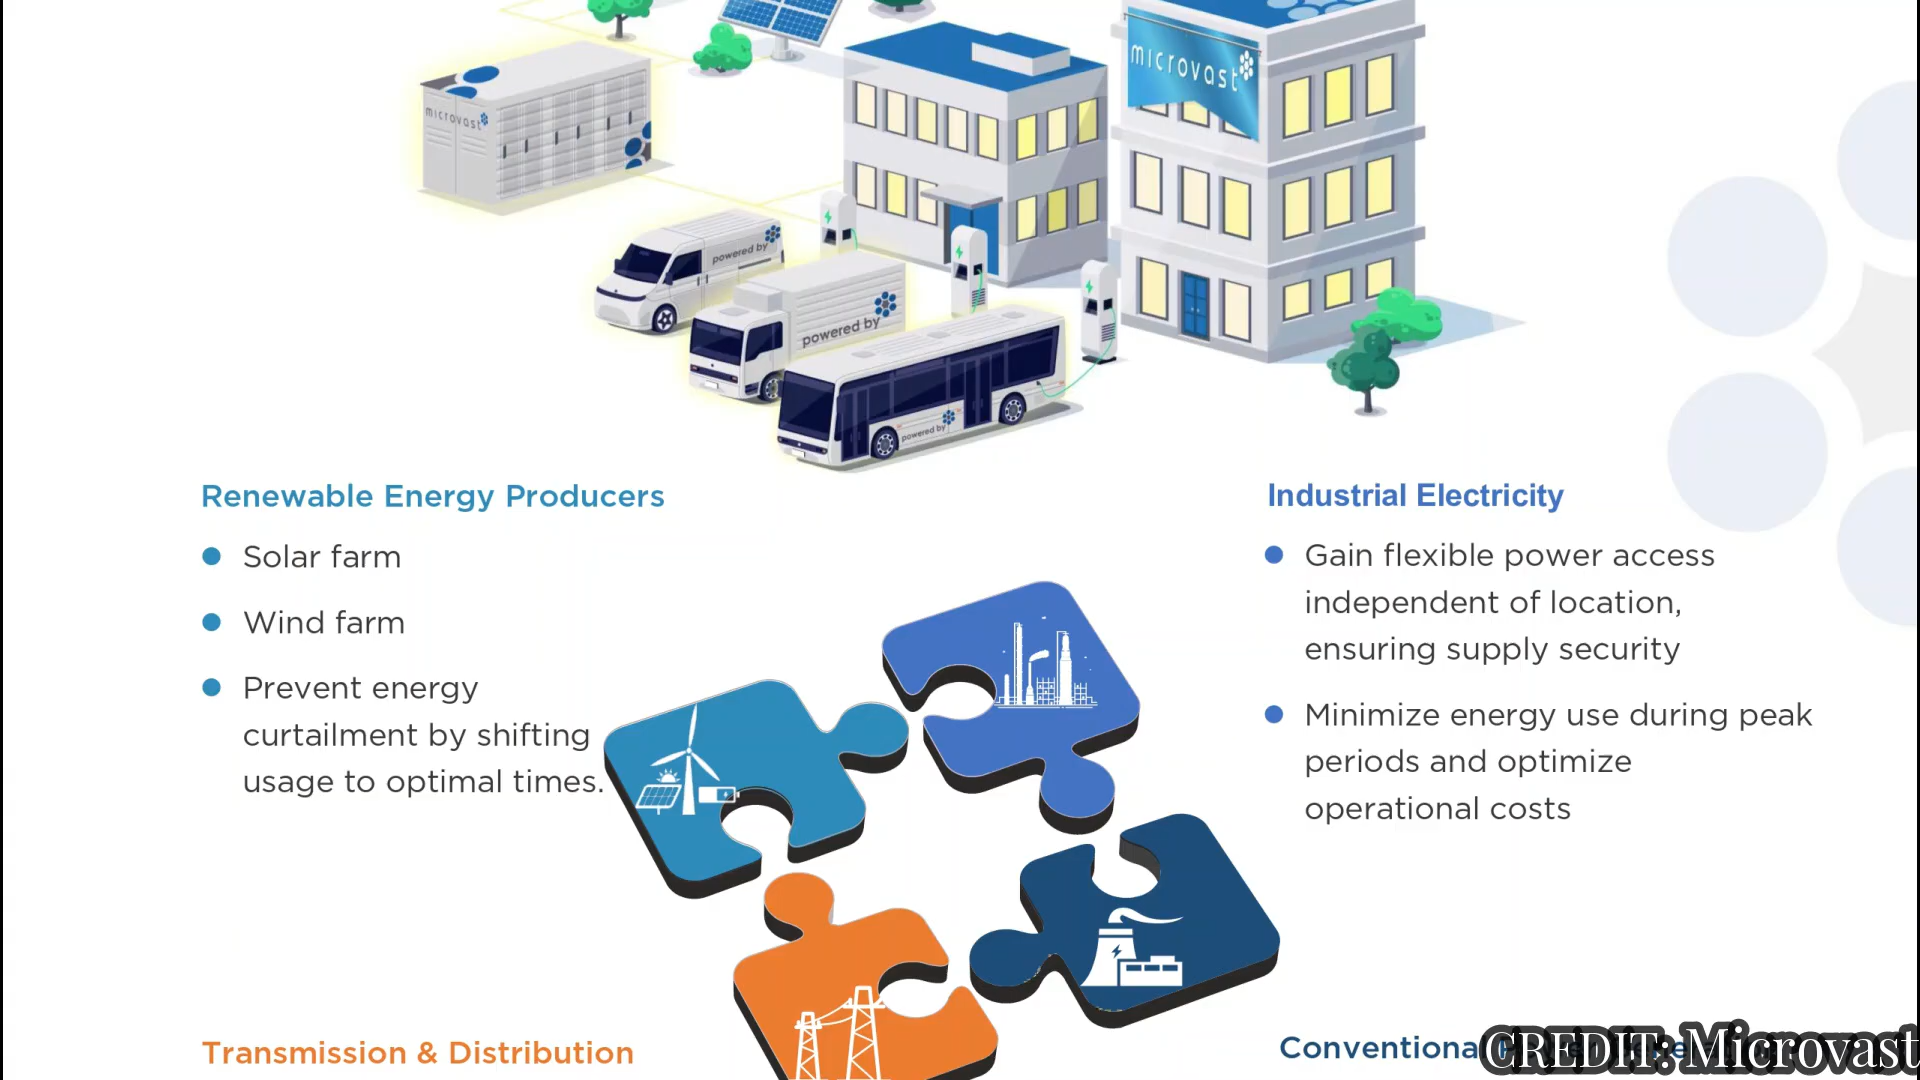 microvast
microvast
powered by
powered by
powered by
Renewable Energy Producers
Solar farm
Wind farm
Prevent energy
curtailment by shifting
usage to optimal times.
Industrial Electricity
Gain flexible power access
independent of location,
ensuring supply security
Minimize energy use during peak
periods and optimize
operational costs
Transmission & Distribution
Conventional
CREDIT: Microvast